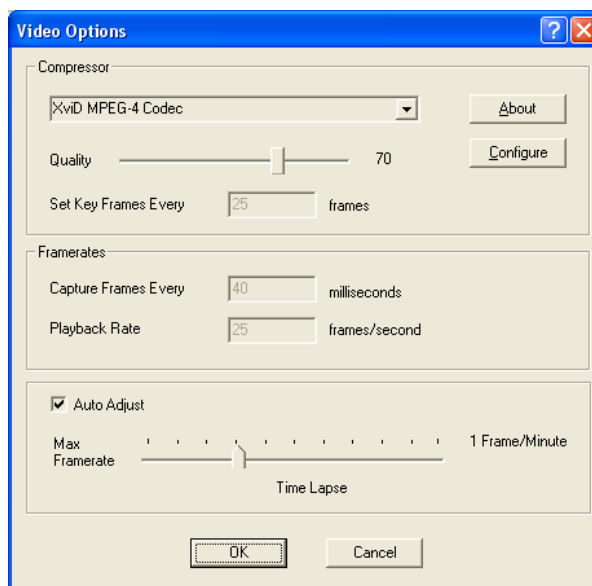 Video Options
Compressor
XviD MPEG-4 Codec
About
Quality
70
Configure
Set Key Frames Every
25
frames
Framerates
Capture Frames Every
40
milliseconds
Playback Rate
25
frames/second
Auto Adjust
Max
Framerate
1 Frame/Minute
Time Lapse
OK
Cancel